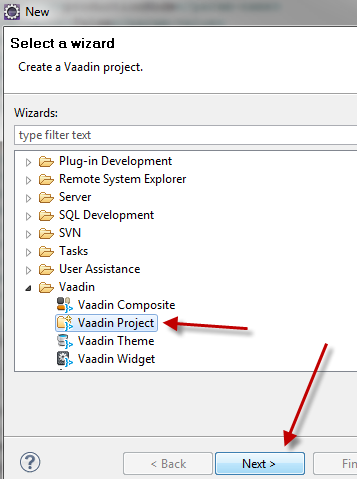 New
Select a wizard
Create a Vaadin project.
Wizards:
type filter text
Plug-in Development
Remote System Explorer
Server
SQL Development
SVN
Tasks
User Assistance
Vaadin
Vaadin Composite
Vaadin Project
Vaadin Theme
Vaadin Widget
?
< Back
Next >
Fin